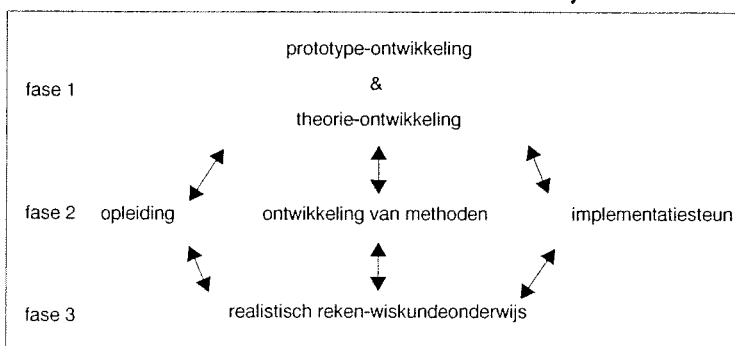 prototype-ontwikkeling
fase 1
&
theorie-ontwikkeling
fase 2 opleiding ontwikkeling van methoden implementatiesteun
realistisch reken-wiskundeonderwijs
fase 3